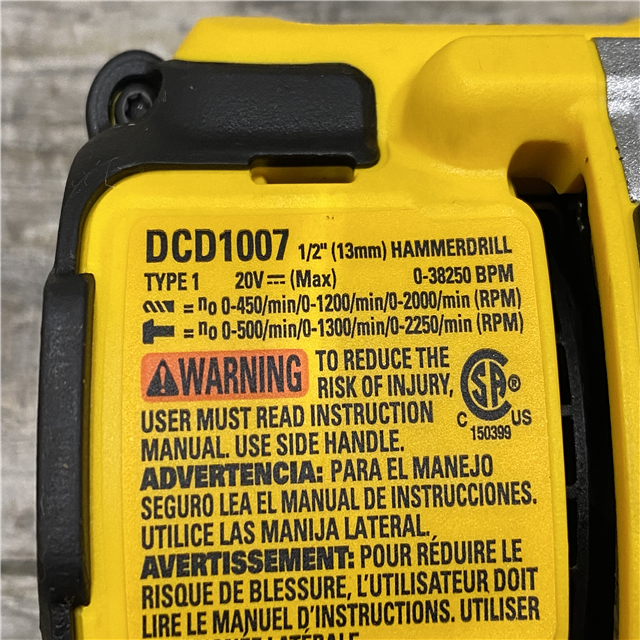 DCD1007 1/2" (13mm) HAMMERDRILL
TYPE 1 20V⎓ (Max) 0-38250 BPM
= no 0-450/min/0-1200/min/0-2000/min (RPM)
= no 0-500/min/0-1300/min/0-2250/min (RPM)
WARNING TO REDUCE THE
RISK OF INJURY,
USER MUST READ INSTRUCTION
MANUAL. USE SIDE HANDLE.
SA ®
C US
150399
ADVERTENCIA: PARA EL MANEJO
SEGURO LEA EL MANUAL DE INSTRUCCIONES.
UTILICE LAS MANIJA LATERAL,
AVERTISSEMENT: POUR RÉDUIRE LE
RISQUE DE BLESSURE, L'UTILISATEUR DOIT
LIRE LE MANUEL D'INSTRUCTIONS. UTILISER
LATERALE